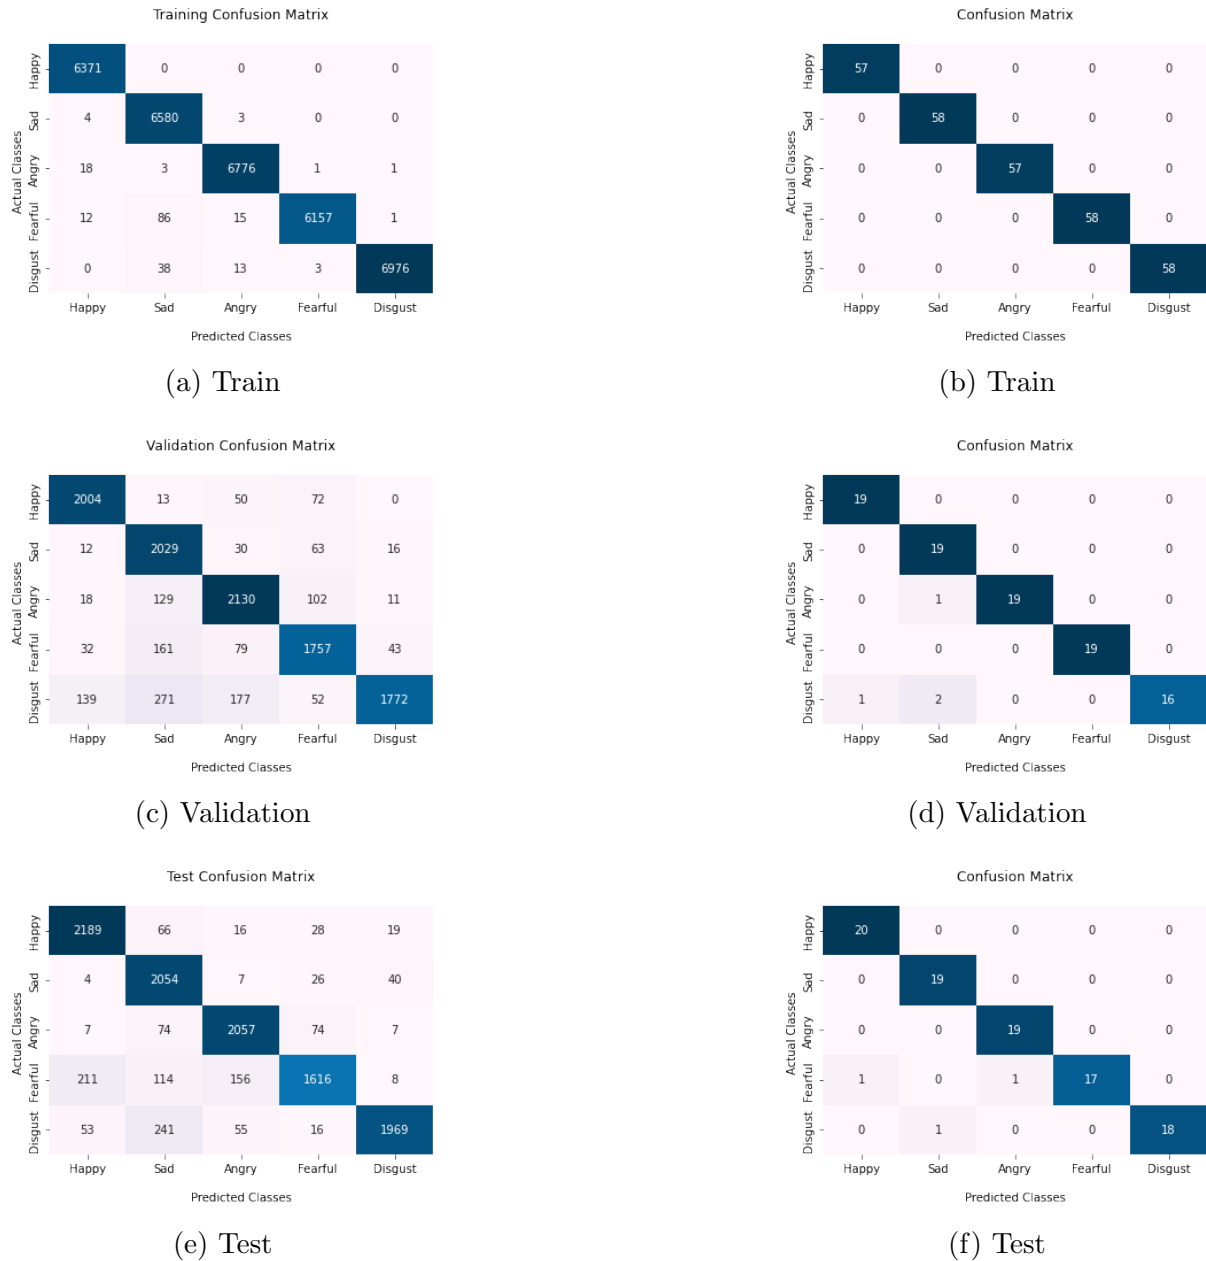 Training Confusion Matrix
Actual Classes
Happy 6371 0 0 0 0
Sad 4 6580 3 0 0
Angry 18 3 6776 1 1
Fearful 12 86 15 6157 1
Disgust 0 38 13 3 6976
Happy Sad Angry Fearful Disgust
Predicted Classes
(a) Train
Confusion Matrix
Actual Classes
Happy 57 0 0 0 0
Sad 0 58 0 0 0
Angry 0 0 57 0 0
Fearful 0 0 0 58 0
Disgust 0 0 0 0 58
Happy Sad Angry Fearful Disgust
Predicted Classes
(b) Train
Validation Confusion Matrix
Actual Classes
Happy 2004 13 50 72 0
Sad 12 2029 30 63 16
Angry 18 129 2130 102 11
Fearful 32 161 79 1757 43
Disgust 139 271 177 52 1772
Happy Sad Angry Fearful Disgust
Predicted Classes
(c) Validation
Confusion Matrix
Actual Classes
Happy 19 0 0 0 0
Sad 0 19 0 0 0
Angry 0 1 19 0 0
Fearful 0 0 0 19 0
Disgust 1 2 0 0 16
Happy Sad Angry Fearful Disgust
Predicted Classes
(d) Validation
Test Confusion Matrix
Actual Classes
Happy 2189 66 16 28 19
Sad 4 2054 7 26 40
Angry 7 74 2057 74 7
Fearful 211 114 156 1616 8
Disgust 53 241 55 16 1969
Happy Sad Angry Fearful Disgust
Predicted Classes
(e) Test
Confusion Matrix
Actual Classes
Happy 20 0 0 0 0
Sad 0 19 0 0 0
Angry 0 0 19 0 0
Fearful 1 0 1 17 0
Disgust 0 1 0 0 18
Happy Sad Angry Fearful Disgust
Predicted Classes
(f) Test